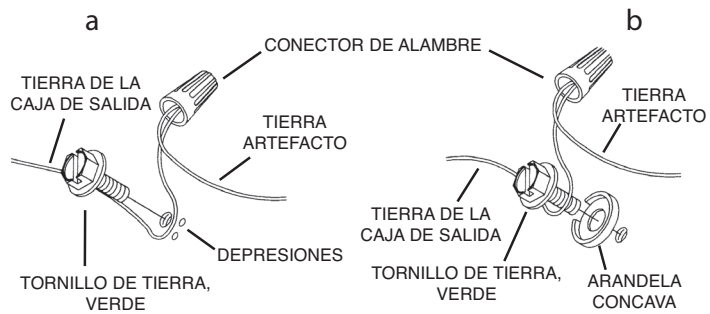 a
b
CONECTOR DE ALAMBRE
TIERRA DE LA
CAJA DE SALIDA
TIERRA
ARTEFACTO
TIERRA
ARTEFACTO
TIERRA DE LA
CAJA DE SALIDA
DEPRESIONES
TORNILLO DE TIERRA,
VERDE
TORNILLO DE TIERRA,
VERDE
ARANDELA
CONCAVA